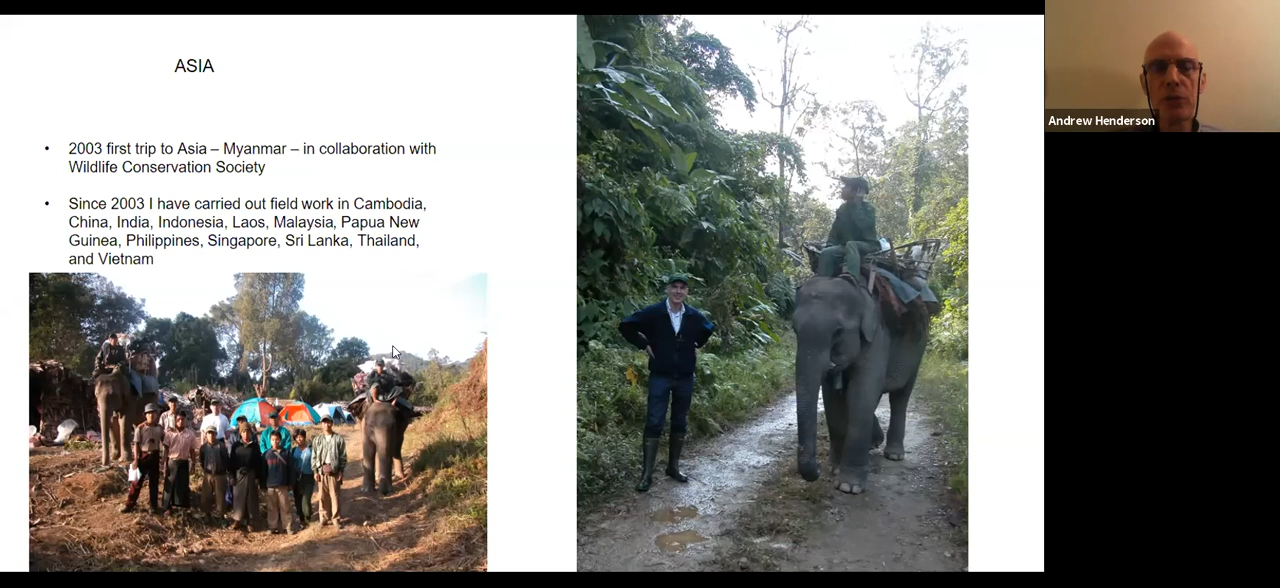 ASIA
• 2003 first trip to Asia – Myanmar – in collaboration with
Wildlife Conservation Society
• Since 2003 I have carried out field work in Cambodia,
China, India, Indonesia, Laos, Malaysia, Papua New
Guinea, Philippines, Singapore, Sri Lanka, Thailand,
and Vietnam
Andrew Henderson